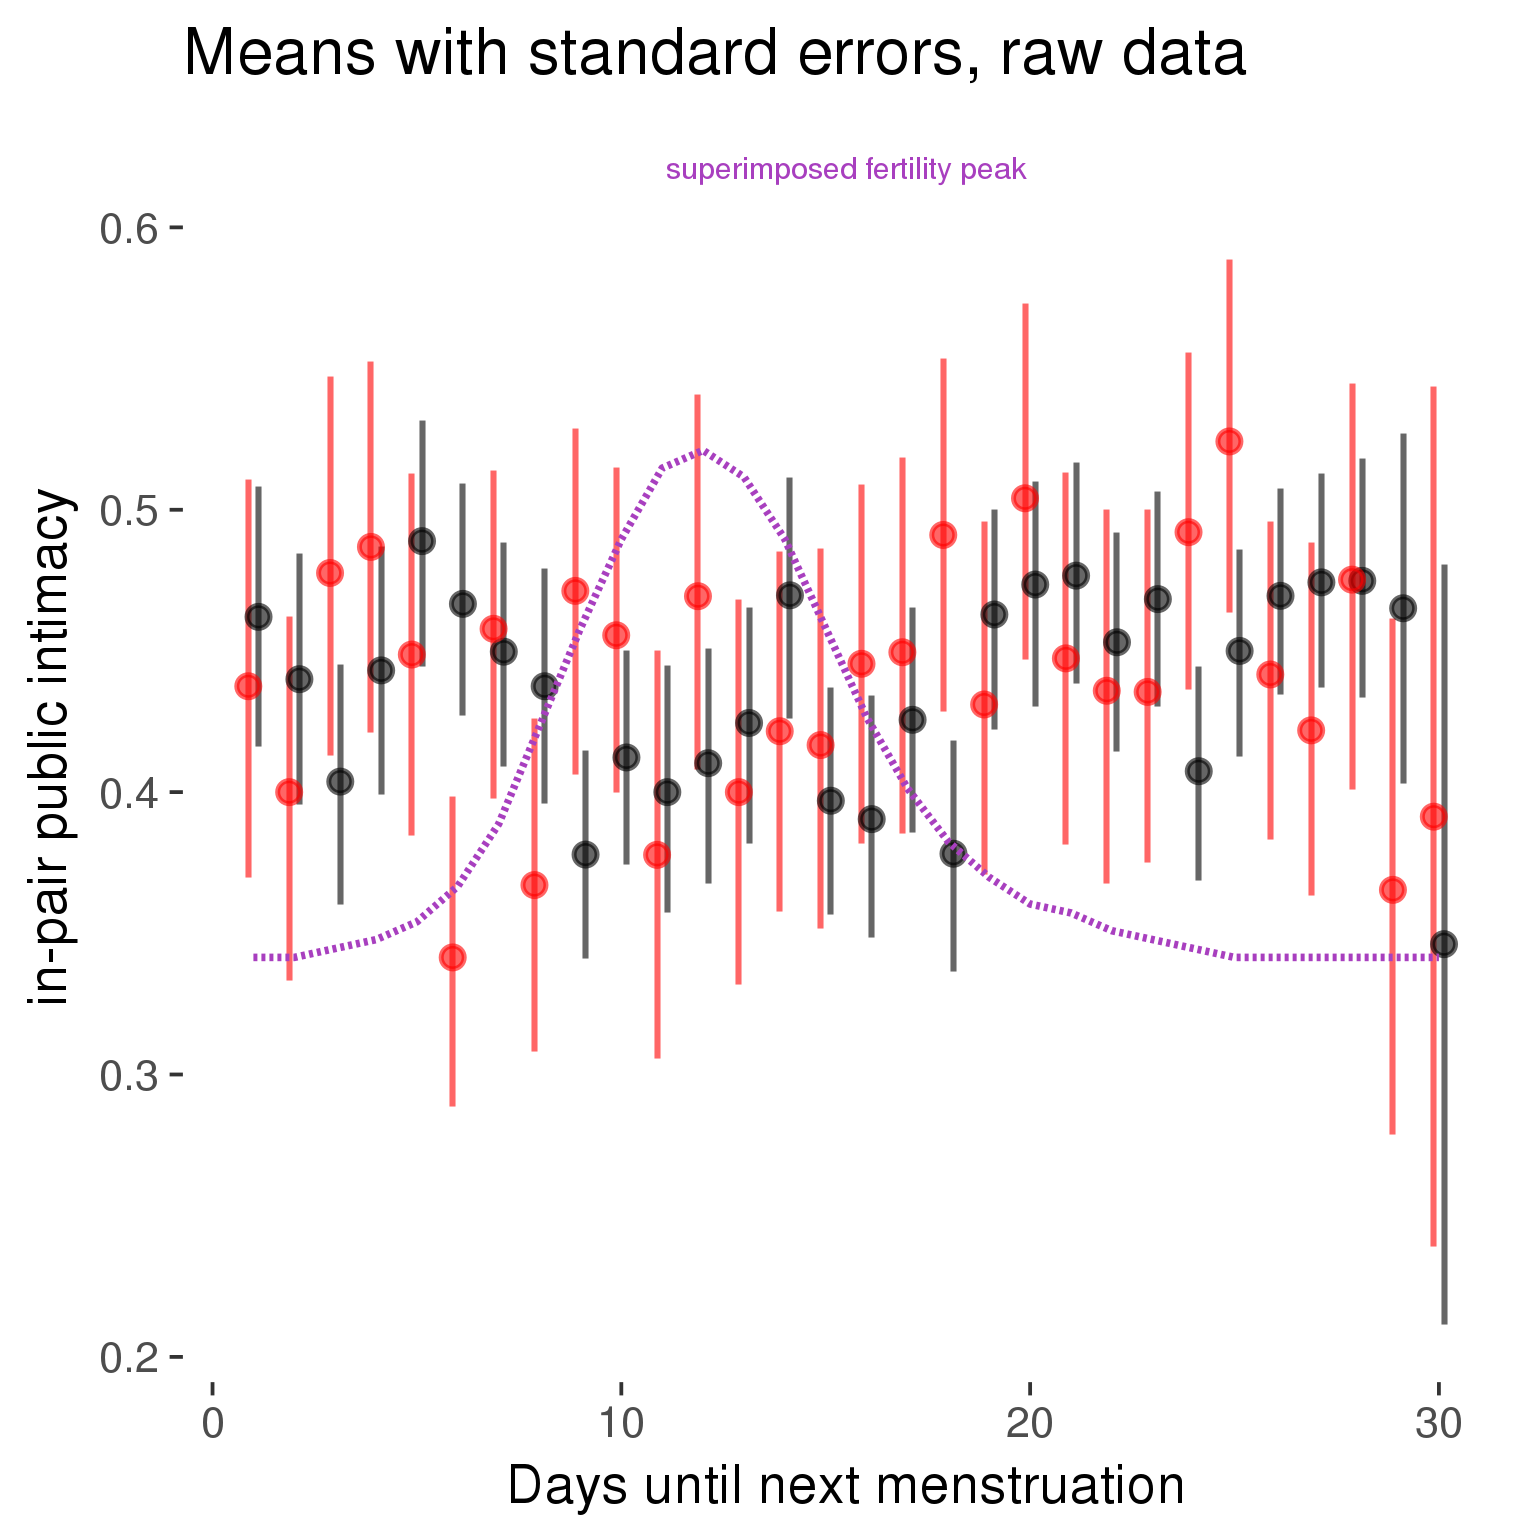 Means with standard errors, raw data
superimposed fertility peak
in-pair public intimacy
0.6
0.5
0.4
0.3
0.2
0
10
20
30
Days until next menstruation